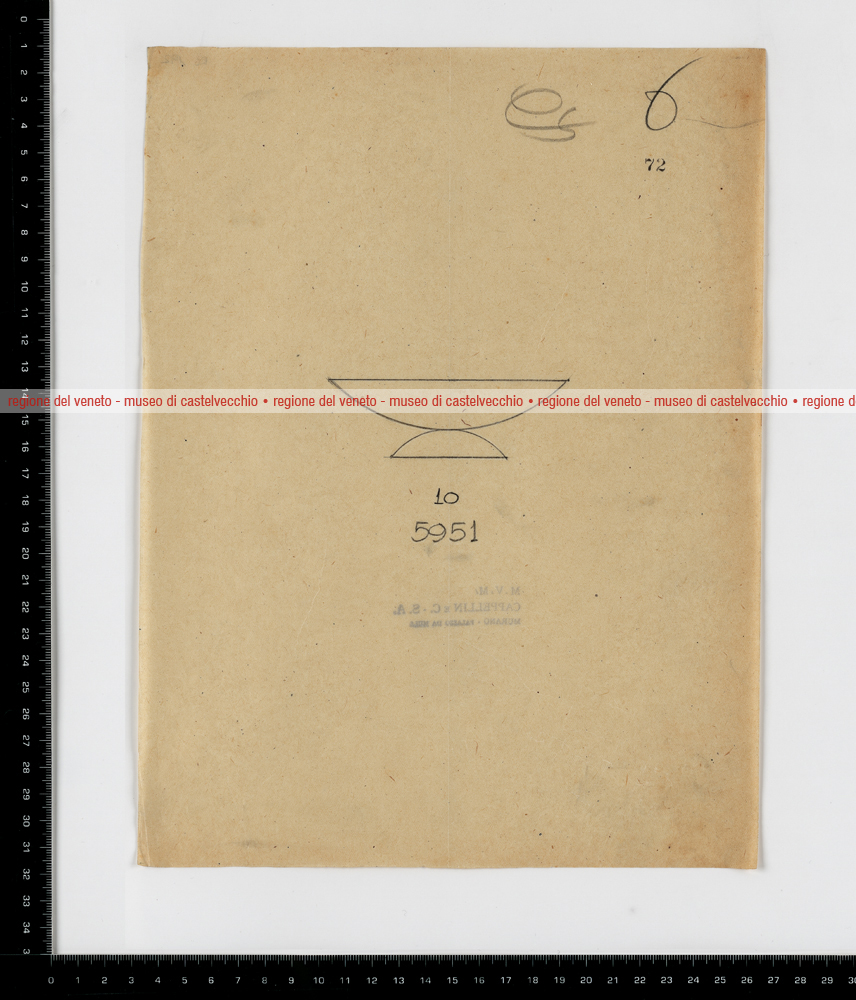 6
72
regione del veneto - museo di castelvecchio • regione del veneto - museo di castelvecchio • regione del veneto - museo di castelvecchio • regione d
10
5951
M.V.M.
CAPPELLIN & C. - S. A.
MURANO - PALAZZO DA MULA
0 1 2 3 4 5 6 7 8 9 10 11 12 13 14 15 16 17 18 19 20 21 22 23 24 25 26 27 28 29 30 31 32 33 34 3
0 1 2 3 4 5 6 7 8 9 10 11 12 13 14 15 16 17 18 19 20 21 22 23 24 25 26 27 28 29 30